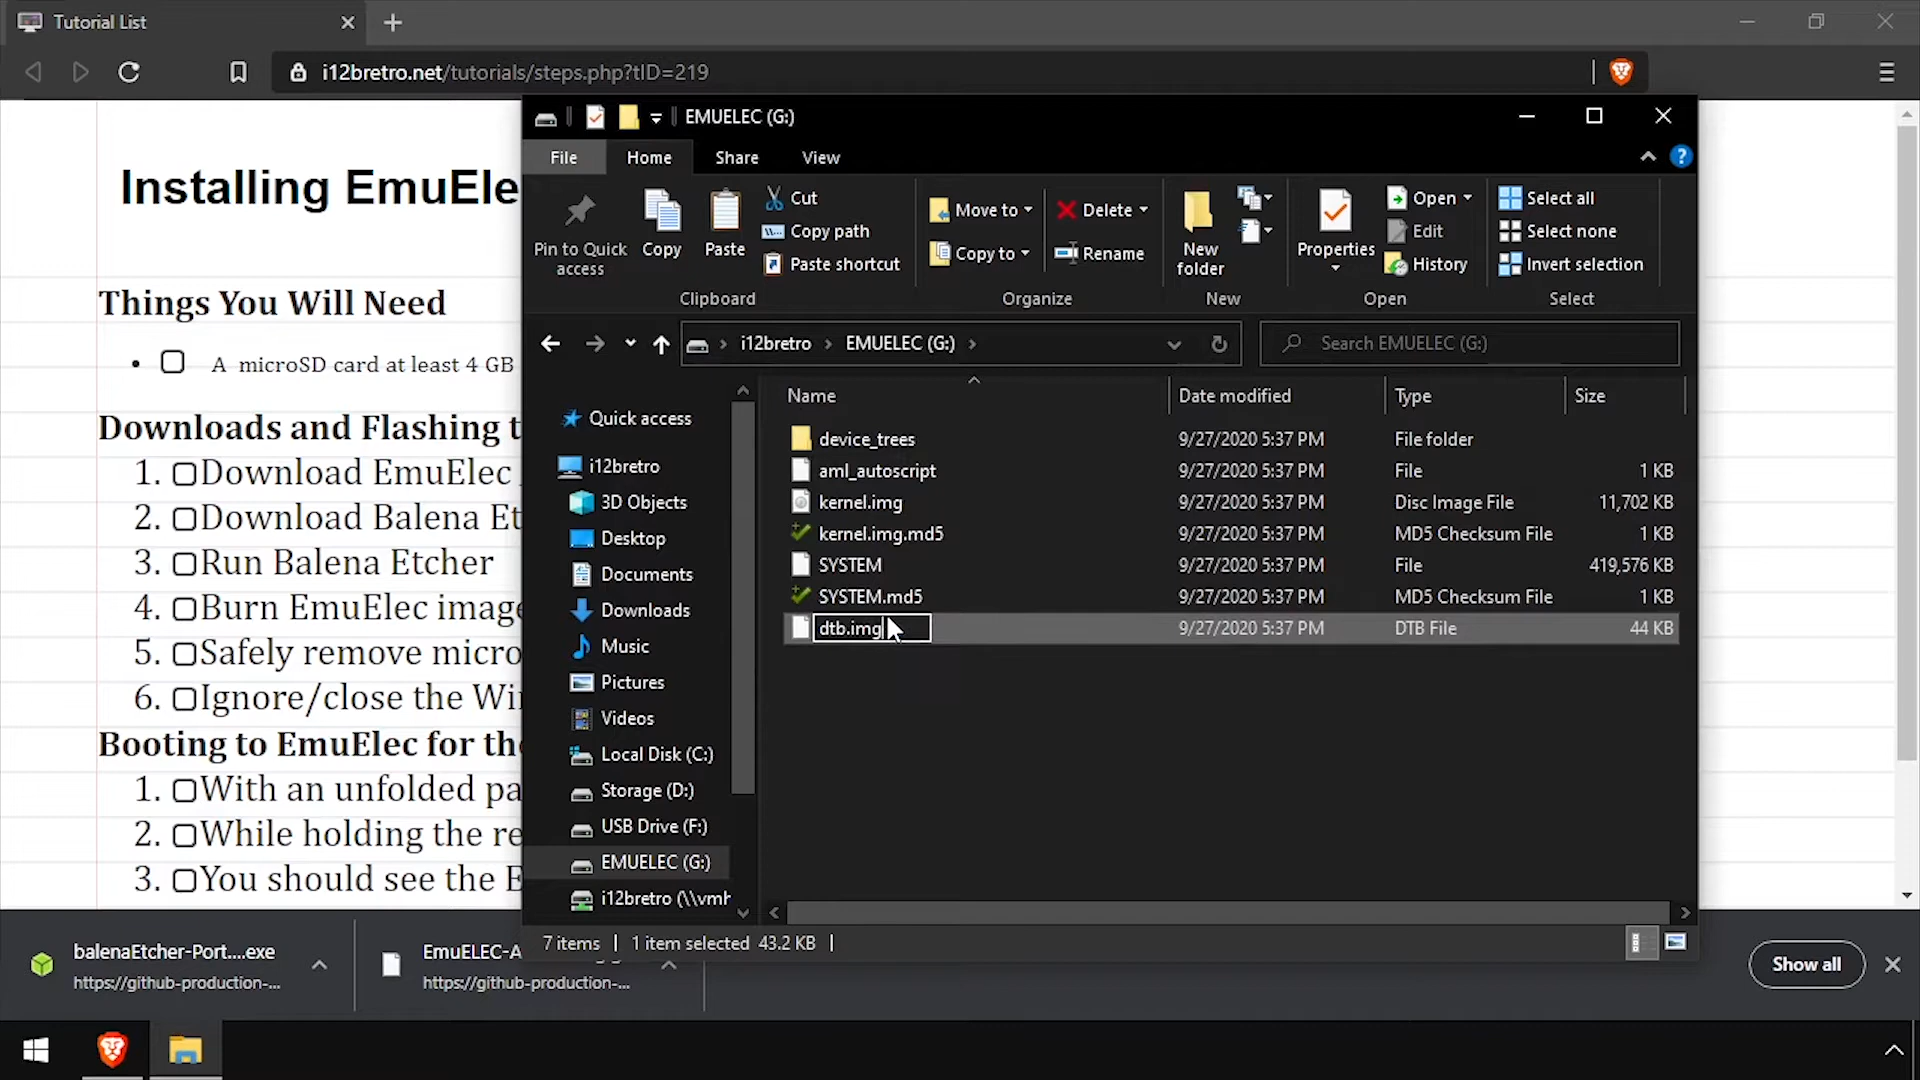 Tutorial List
i12bretro.net/tutorials/steps.php?tID=219
EMUELEC (G:)
File Home Share View
Pin to Quick access
Copy
Paste
Cut
Copy path
Paste shortcut
Clipboard
Move to
Copy to
Delete
Rename
Organize
New folder
New
Properties
Open
Edit
History
Open
Select all
Select none
Invert selection
Select
i12bretro > EMUELEC (G:) >
Search EMUELEC (G:)
Name Date modified Type Size
device_trees 9/27/2020 5:37 PM File folder
aml_autoscript 9/27/2020 5:37 PM File 1 KB
kernel.img 9/27/2020 5:37 PM Disc Image File 11,702 KB
kernel.img.md5 9/27/2020 5:37 PM MD5 Checksum File 1 KB
SYSTEM 9/27/2020 5:37 PM File 419,576 KB
SYSTEM.md5 9/27/2020 5:37 PM MD5 Checksum File 1 KB
dtb.img 9/27/2020 5:37 PM DTB File 44 KB
Quick access
i12bretro
3D Objects
Desktop
Documents
Downloads
Music
Pictures
Videos
Local Disk (C:)
Storage (D:)
USB Drive (F:)
EMUELEC (G:)
i12bretro (\\vmh
7 items 1 item selected 43.2 KB
Installing EmuEle
Things You Will Need
• A microSD card at least 4 GB
Downloads and Flashing t
1. Download EmuElec
2. Download Balena Et
3. Run Balena Etcher
4. Burn EmuElec image
5. Safely remove micro
6. Ignore/close the Wi
Booting to EmuElec for th
1. With an unfolded pa
2. While holding the re
3. You should see the E
balenaEtcher-Port....exe
https://github-production-...
EmuELEC-A
https://github-production-...
Show all